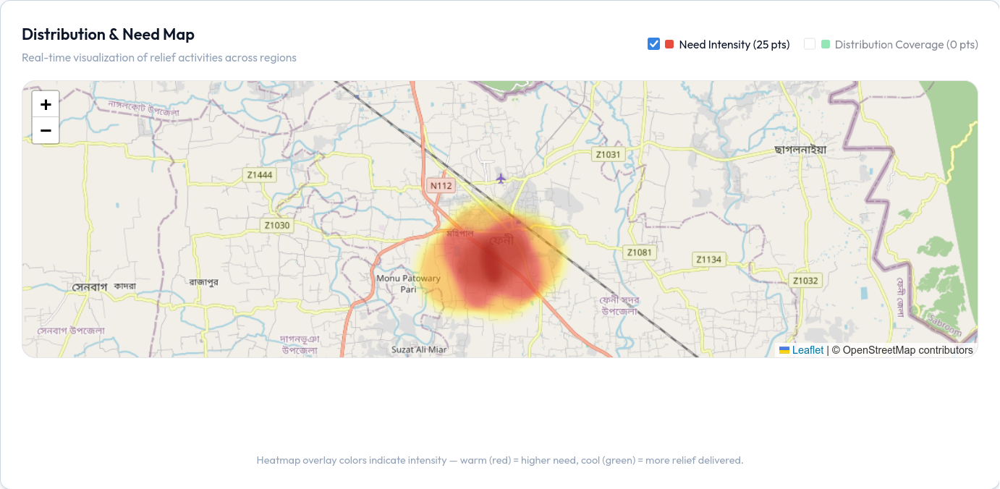 Distribution & Need Map
Real-time visualization of relief activities across regions
Need Intensity (25 pts)
Distribution Coverage (0 pts)
+
−
নাঙ্গলকোট উপজেলা
Z1031
ছাগলনাইয়া
Z1444
N112
Z1030
মহিপাল
ফেনী
Z1081
Z1134
Z1032
Monu Patowary
Pari
সেনবাগ
কাদরা
রাজাপুর
ফেনী সদর
উপজেলা
ফেনী জেলা
Sabroom
সেনবাগ উপজেলা
দাগনভূঞা
উপজেলা
Suzat Ali Miar
Leaflet | © OpenStreetMap contributors
Heatmap overlay colors indicate intensity — warm (red) = higher need, cool (green) = more relief delivered.